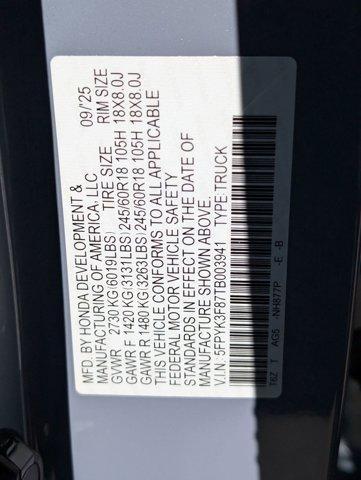 MFD. BY HONDA DEVELOPMENT &
MANUFACTURING OF AMERICA, LLC 09/25
GVWR 2730 KG(6019LBS) TIRE SIZE RIM SIZE
GAWR F 1420 KG(3131LBS)245/60R18 105H 18X8.0J
GAWR R 1480 KG(3263LBS)245/60R18 105H 18X8.0J
THIS VEHICLE CONFORMS TO ALL APPLICABLE
FEDERAL MOTOR VEHICLE SAFETY
STANDARDS IN EFFECT ON THE DATE OF
MANUFACTURE SHOWN ABOVE.
V.I.N: 5FPYK3F87TB003941 TYPE:TRUCK
T6Z T AG5 -NH877P -E -B